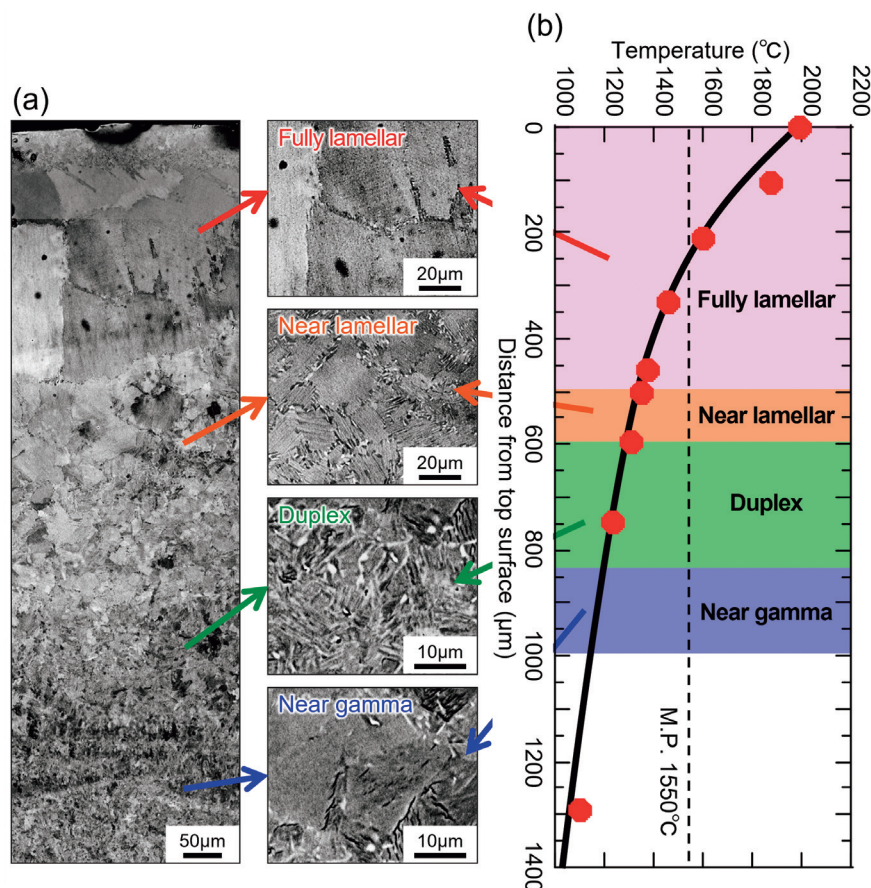 (a)
Fully lamellar
20μm
Near lamellar
20μm
Duplex
10μm
Near gamma
10μm
50μm
(b)
Temperature (℃)
1000
1200
1400
1600
1800
2000
2200
0
200
400
600
800
1000
1200
1400
Distance from top surface (μm)
Fully lamellar
Near lamellar
Duplex
Near gamma
M.P. 1550℃